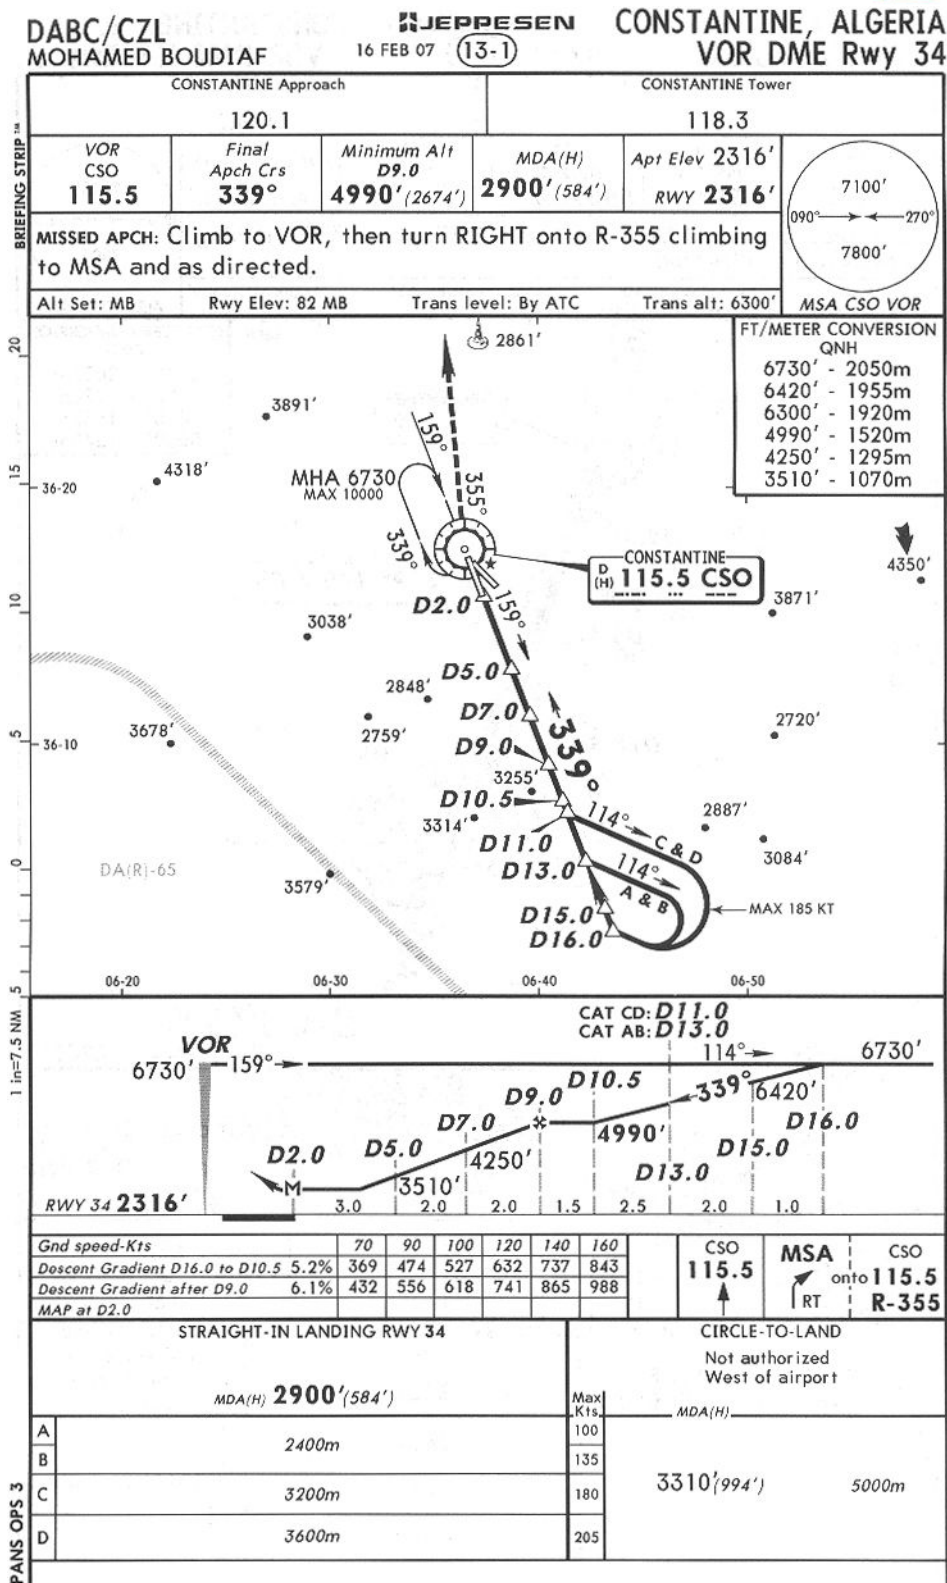 DABC/CZL
MOHAMED BOUDIAF
JEPPESEN
16 FEB 07 13-1
CONSTANTINE, ALGERIA
VOR DME Rwy 34
BRIEFING STRIP™
CONSTANTINE Approach
120.1
CONSTANTINE Tower
118.3
VOR
CSO
115.5
Final
Apch Crs
339°
Minimum Alt
D9.0
4990' (2674')
MDA(H)
2900' (584')
Apt Elev 2316'
RWY 2316'
7100'
090° 270°
7800'
MSA CSO VOR
MISSED APCH: Climb to VOR, then turn RIGHT onto R-355 climbing
to MSA and as directed.
Alt Set: MB Rwy Elev: 82 MB Trans level: By ATC Trans alt: 6300'
FT/METER CONVERSION
QNH
6730' - 2050m
6420' - 1955m
6300' - 1920m
4990' - 1520m
4250' - 1295m
3510' - 1070m
20
2861'
3891'
159°
4318'
15
36-20
MHA 6730
MAX 10000
355°
339°
4350'
CONSTANTINE
D
(H) 115.5 CSO
3871'
10
D2.0
159°
3038'
D5.0
2848'
D7.0
2720'
3678'
2759'
5
36-10
D9.0
339°
3255'
D10.5
3314'
114°
C & D
2887'
D11.0
3084'
0
DA(R)-65
D13.0
114°
3579'
A & B
D15.0
MAX 185 KT
D16.0
06-20 06-30 06-40 06-50
5
1 in=7.5 NM
CAT CD: D11.0
CAT AB: D13.0
VOR
6730' 159° 114° 6730'
D10.5
339° 6420'
D9.0
D7.0
4990'
D16.0
D2.0
D5.0
4250'
D15.0
3510'
D13.0
M
RWY 34 2316'
3.0 2.0 2.0 1.5 2.5 2.0 1.0
Gnd speed-Kts 70 90 100 120 140 160
Descent Gradient D16.0 to D10.5 5.2% 369 474 527 632 737 843
Descent Gradient after D9.0 6.1% 432 556 618 741 865 988
MAP at D2.0
CSO
115.5
MSA
RT
onto
CSO
115.5
R-355
STRAIGHT-IN LANDING RWY 34
MDA(H) 2900' (584')
CIRCLE-TO-LAND
Not authorized
West of airport
Max
Kts
MDA(H)
A
B
2400m
C 3200m
D 3600m
100
135
180
205
3310' (994') 5000m
PANS OPS 3